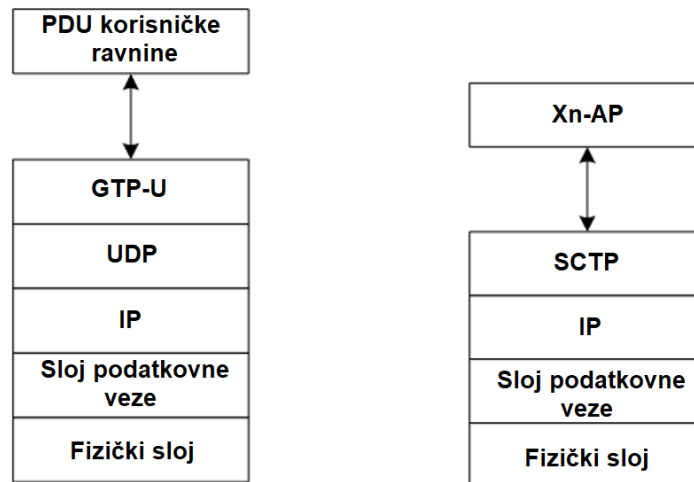 PDU korisničke
ravnine
GTP-U
UDP
IP
Sloj podatkovne
veze
Fizički sloj
Xn-AP
SCTP
IP
Sloj podatkovne
veze
Fizički sloj